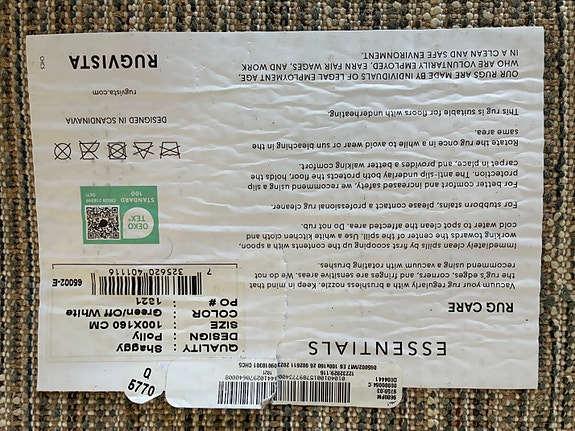 ESSENTIALS
RUG CARE
Vacuum your rug regularly with a brushless nozzle. Keep in mind that
the rug's edges, corners, and fringes are sensitive areas. We do not
recommend using a vacuum with rotating brushes.
Immediately clean spills by first scooping up the contents with a spoon,
working towards the center of the spill. Use a white kitchen cloth and
cold water to spot clean the affected area, do not rub.
For stubborn stains, please contact a professional rug cleaner.
For better comfort and increased safety, we recommend using slip
protection. The anti-slip underlay both protects the floor, holds the
carpet in place, and provides a better walking comfort.
Rotate the rug once in a while to avoid wear or sun bleaching in the
same area.
This rug is suitable for floors with underheating.
OUR RUGS ARE MADE BY INDIVIDUALS OF LEGAL EMPLOYMENT AGE,
WHO ARE VOLUNTARILY EMPLOYED, EARN FAIR WAGES, AND WORK
IN A CLEAN AND SAFE ENVIRONMENT.
Q
5770
QUALITY : Shaggy
DESIGN : Polly
SIZE : 100X160 CM
COLOR : Green/Off White
PO # : 1321
7 325620 401116
65002-E
OEKO
TEX®
STANDARD
100
DESIGNED IN SCANDINAVIA
rugvista.com
RUGVISTA
CHCS